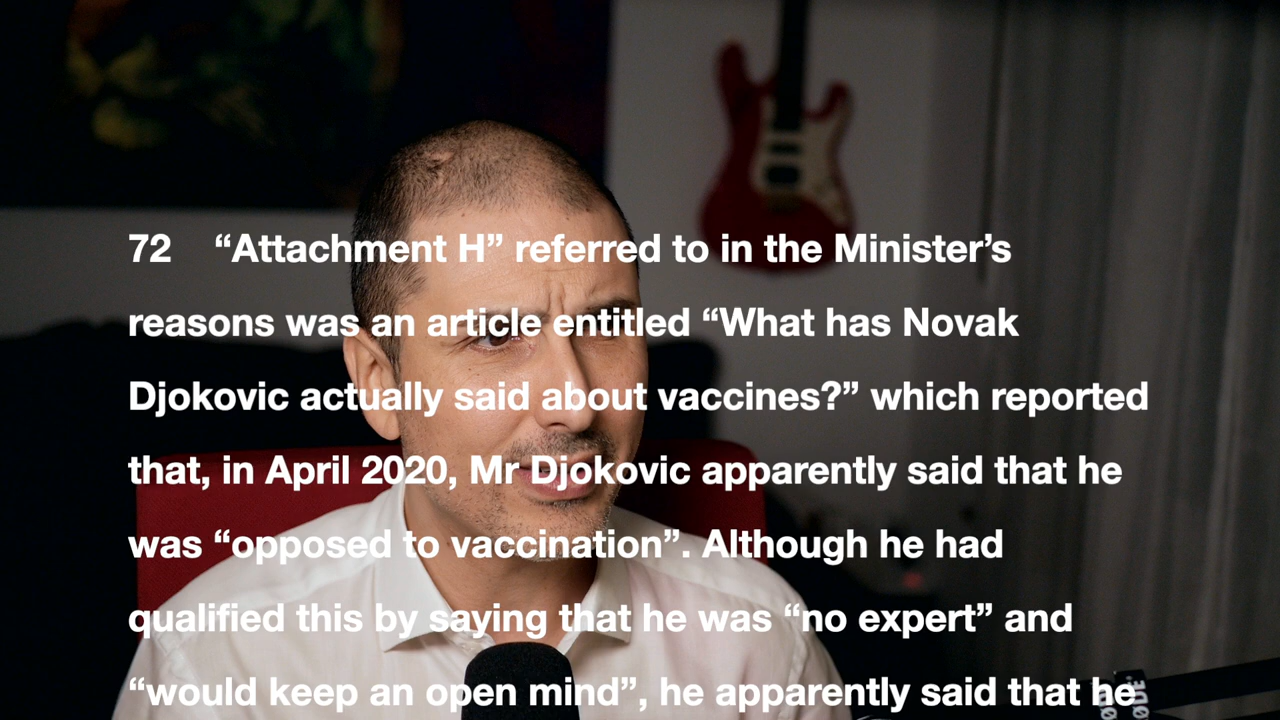 72 “Attachment H” referred to in the Minister’s
reasons was an article entitled “What has Novak
Djokovic actually said about vaccines?” which reported
that, in April 2020, Mr Djokovic apparently said that he
was “opposed to vaccination”. Although he had
qualified this by saying that he was “no expert” and
“would keep an open mind”, he apparently said that he
RØDE